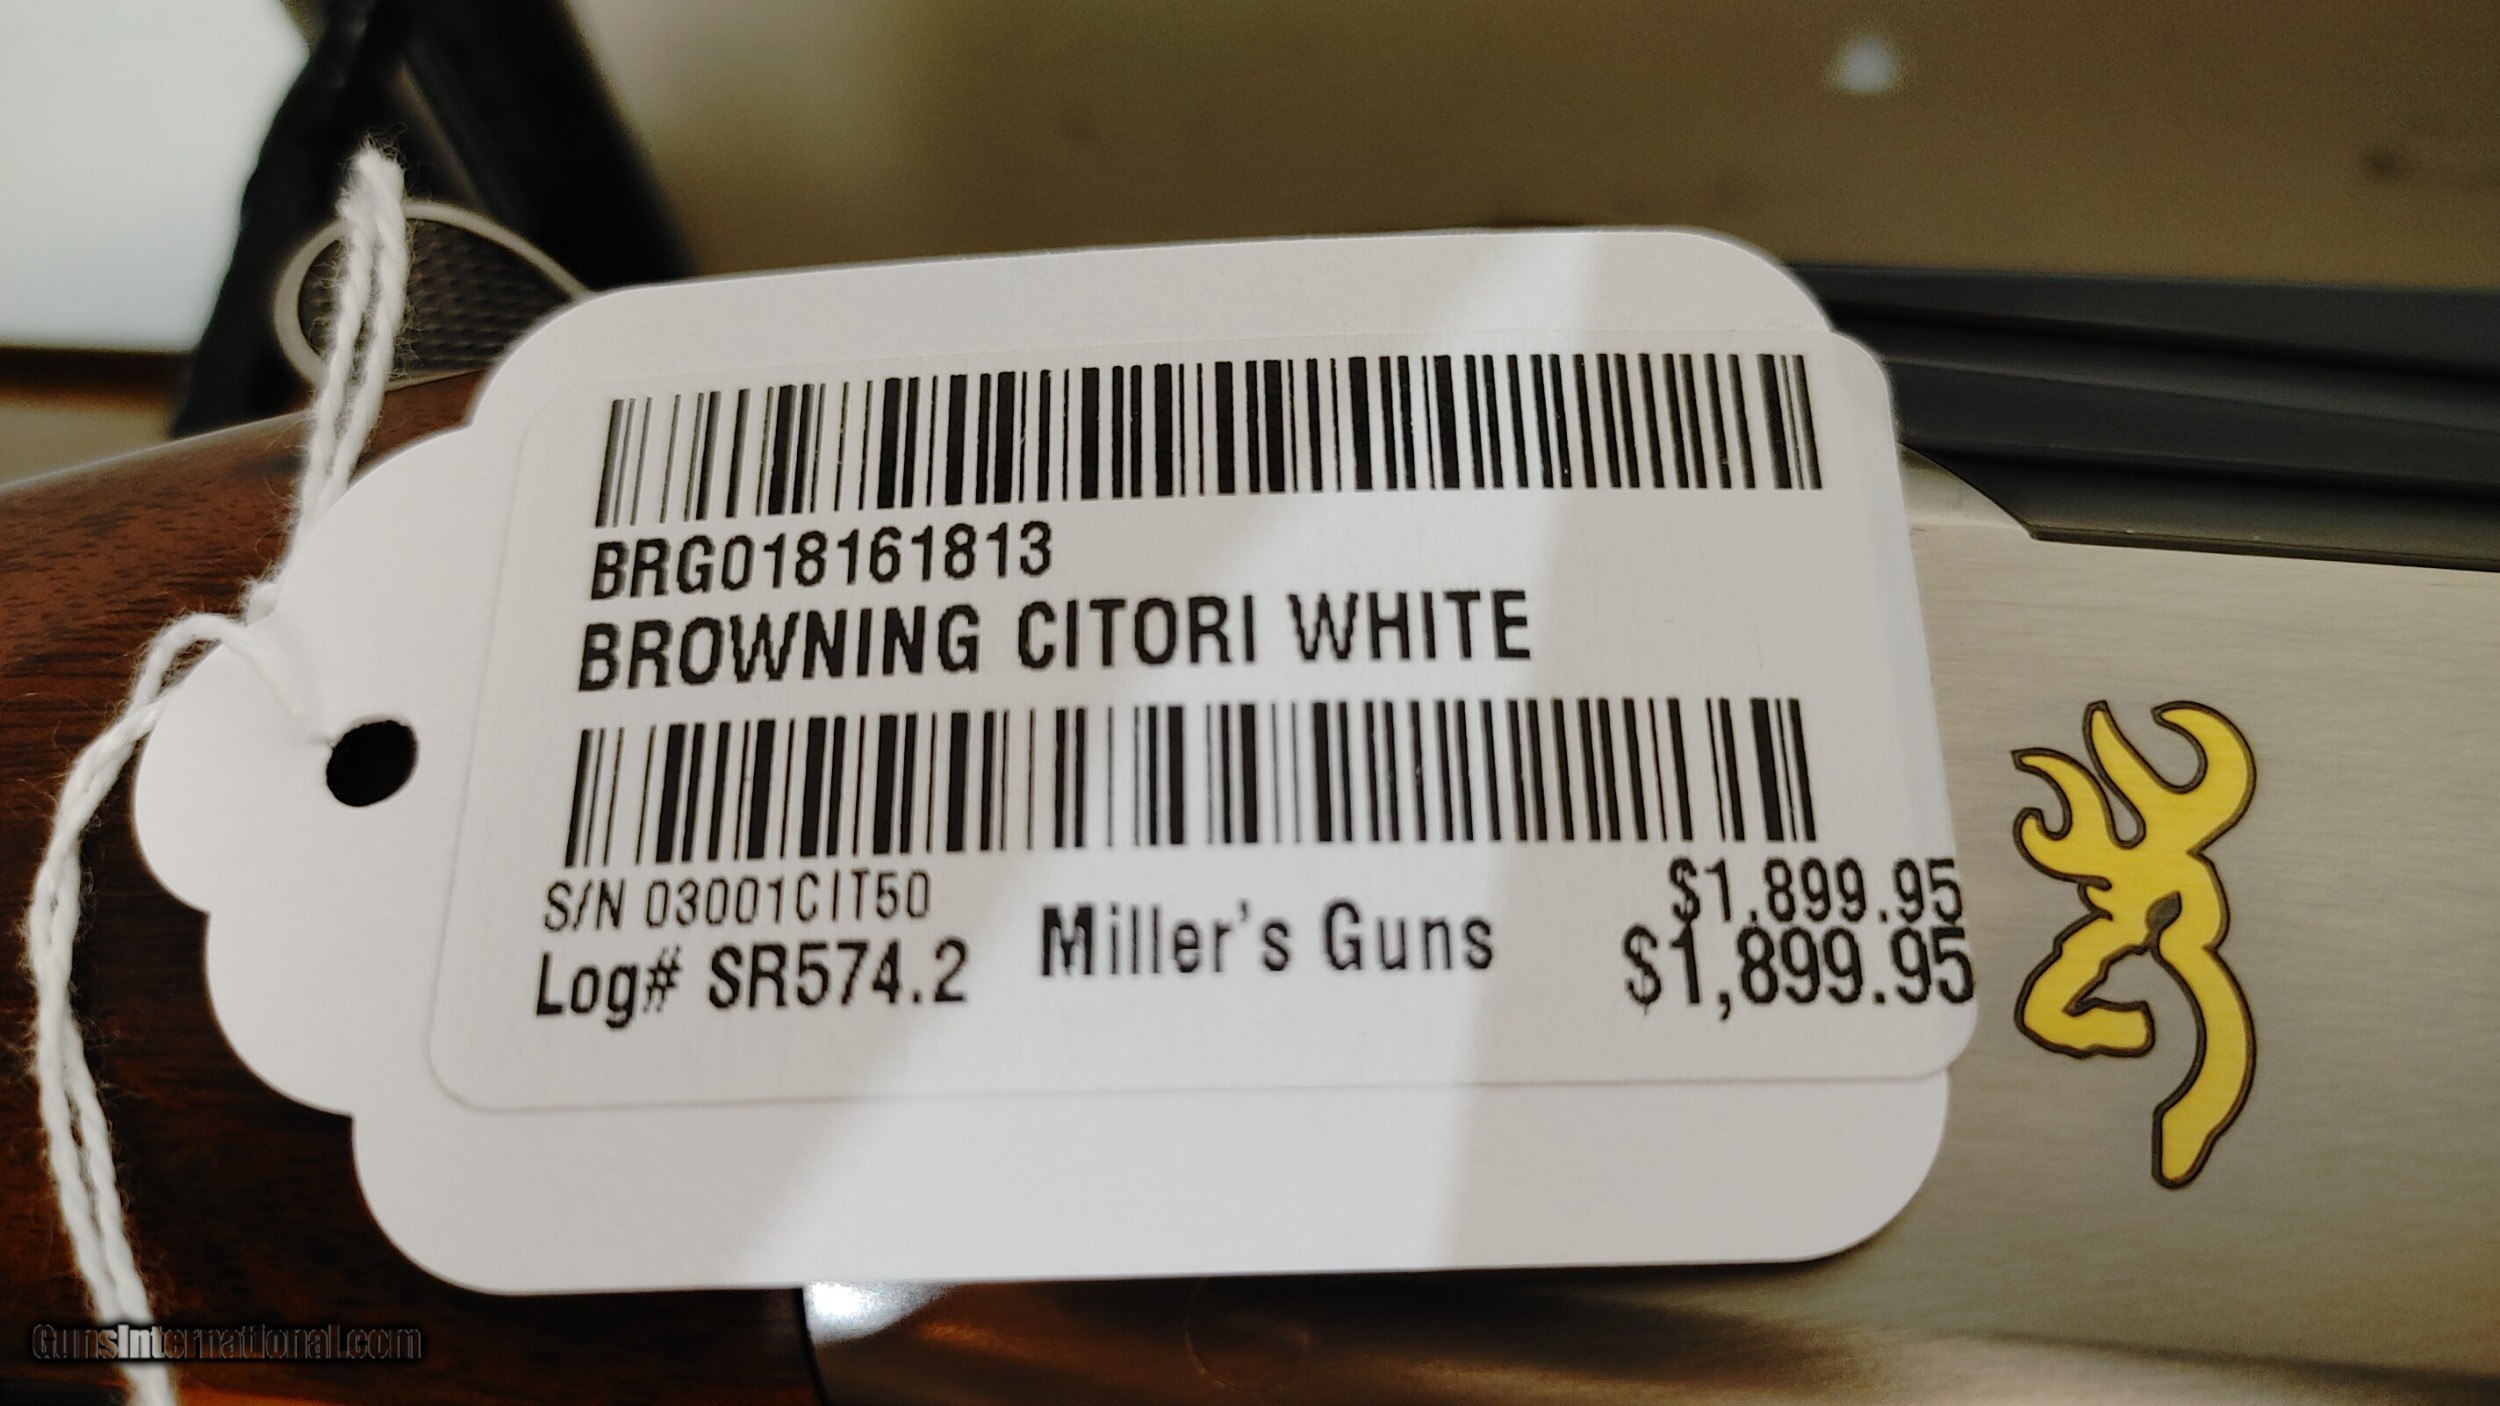 BRG018161813
BROWNING CITORI WHITE
S/N 03001CIT50
$1,899.95
Log# SR574.2
Miller's Guns
$1,899.95
GunsInternational.com